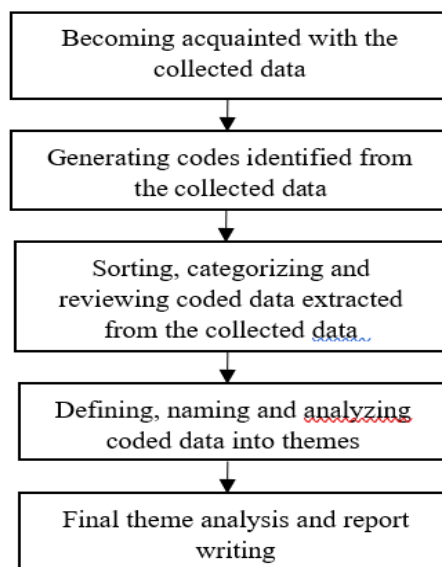 Becoming acquainted with the
collected data
Generating codes identified from
the collected data
Sorting, categorizing and
reviewing coded data extracted
from the collected data
Defining, naming and analyzing
coded data into themes
Final theme analysis and report
writing